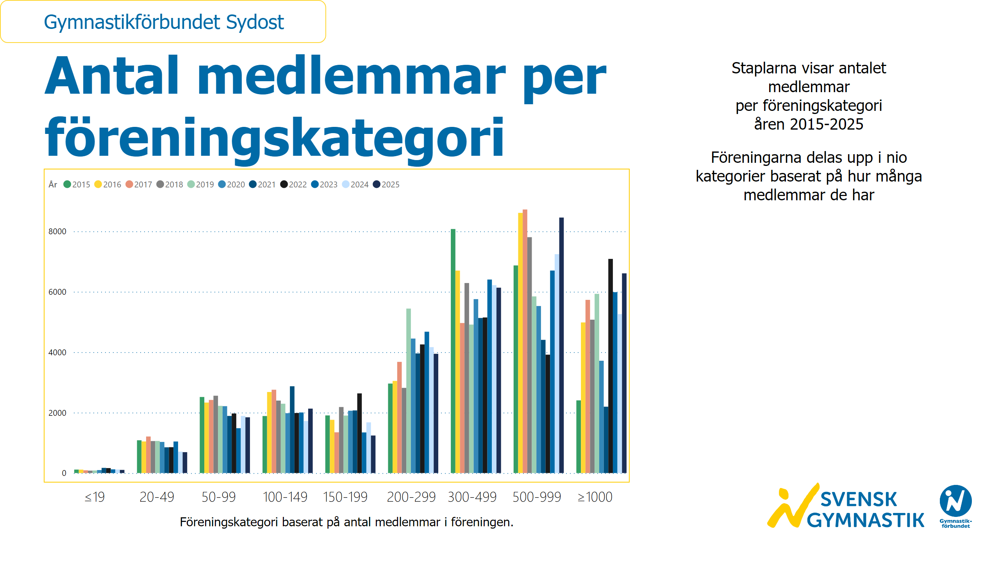 Gymnastikförbundet Sydost
Antal medlemmar per
föreningskategori
Staplarna visar antalet
medlemmar
per föreningskategori
åren 2015-2025
Föreningarna delas upp i nio
kategorier baserat på hur många
medlemmar de har
År 2015 2016 2017 2018 2019 2020 2021 2022 2023 2024 2025
8000
6000
4000
2000
0
≤19 20-49 50-99 100-149 150-199 200-299 300-499 500-999 ≥1000
Föreningskategori baserat på antal medlemmar i föreningen.
SVENSK
GYMNASTIK
Gymnastik-
förbundet